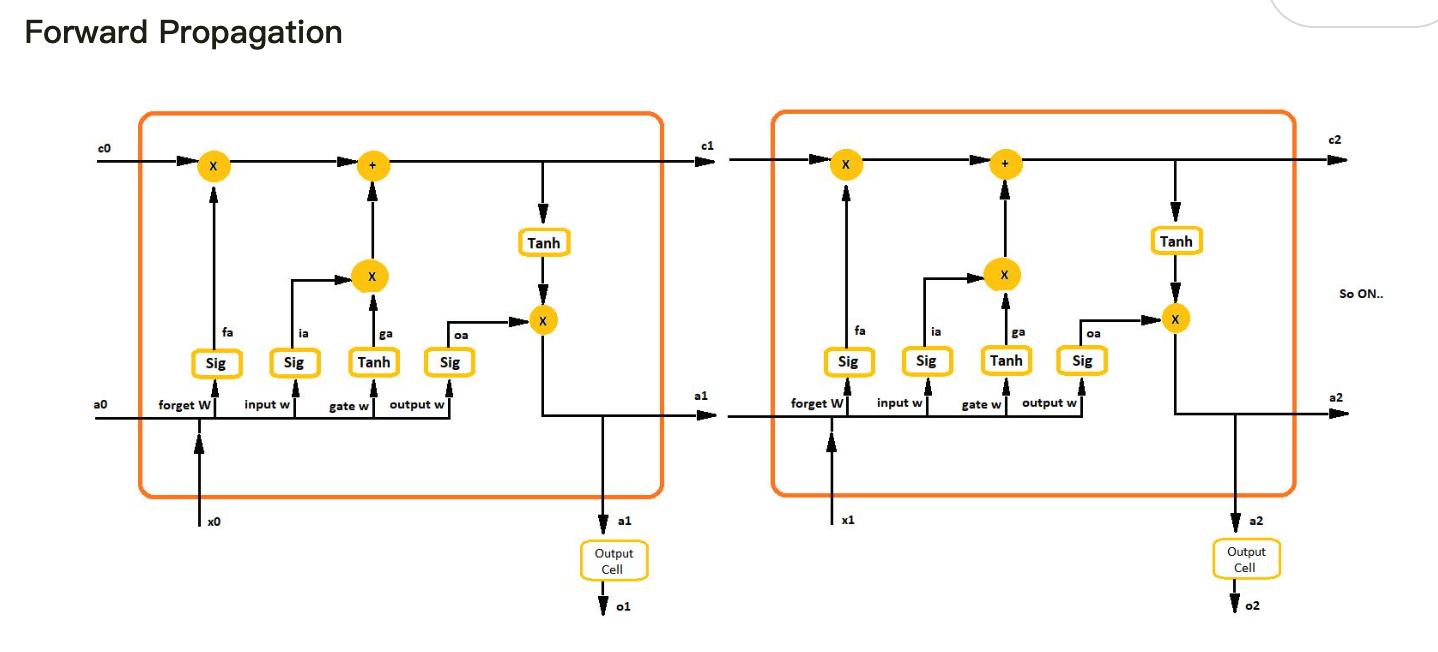 Forward Propagation
c0
x
+
c1
x
+
c2
Tanh
Tanh
x
x
So ON..
x
x
fa
ia
ga
oa
fa
ia
ga
oa
Sig
Sig
Tanh
Sig
Sig
Sig
Tanh
Sig
a0
forget W
input w
gate w
output w
a1
forget W
input w
gate w
output w
a2
x0
a1
x1
a2
Output
Cell
Output
Cell
o1
o2